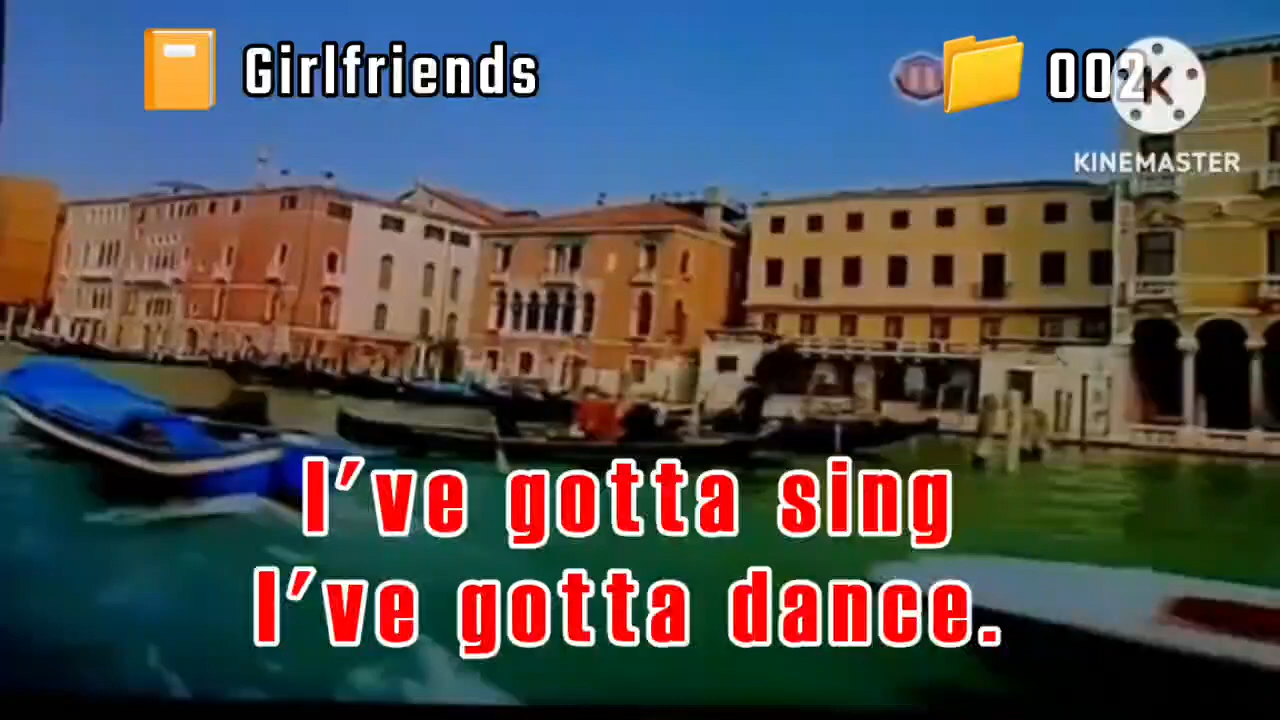 Girlfriends
002
KINEMASTER
I've gotta sing
I've gotta dance.